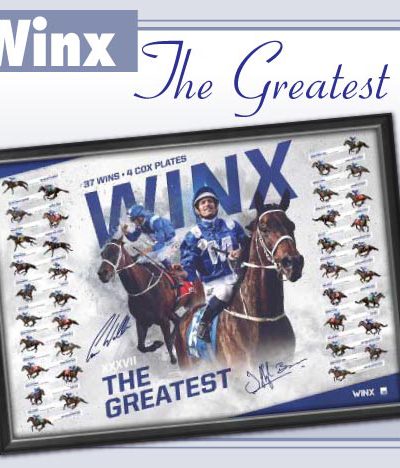 Winx
The Greatest
37 WINS • 4 COX PLATES
WINX
XXXVII
THE
GREATEST
WINX